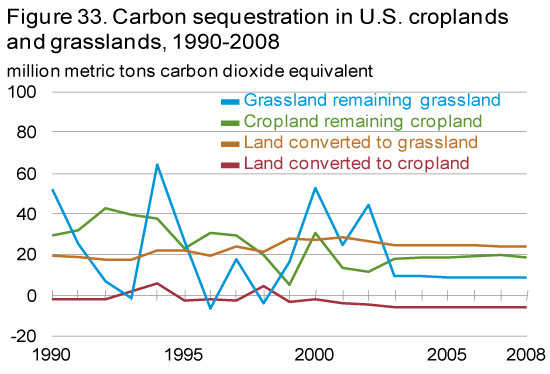 Figure 33. Carbon sequestration in U.S. croplands
and grasslands, 1990-2008
million metric tons carbon dioxide equivalent
100
Grassland remaining grassland
Cropland remaining cropland
80
Land converted to grassland
Land converted to cropland
60
40
20
0
-20
1990 1995 2000 2005 2008